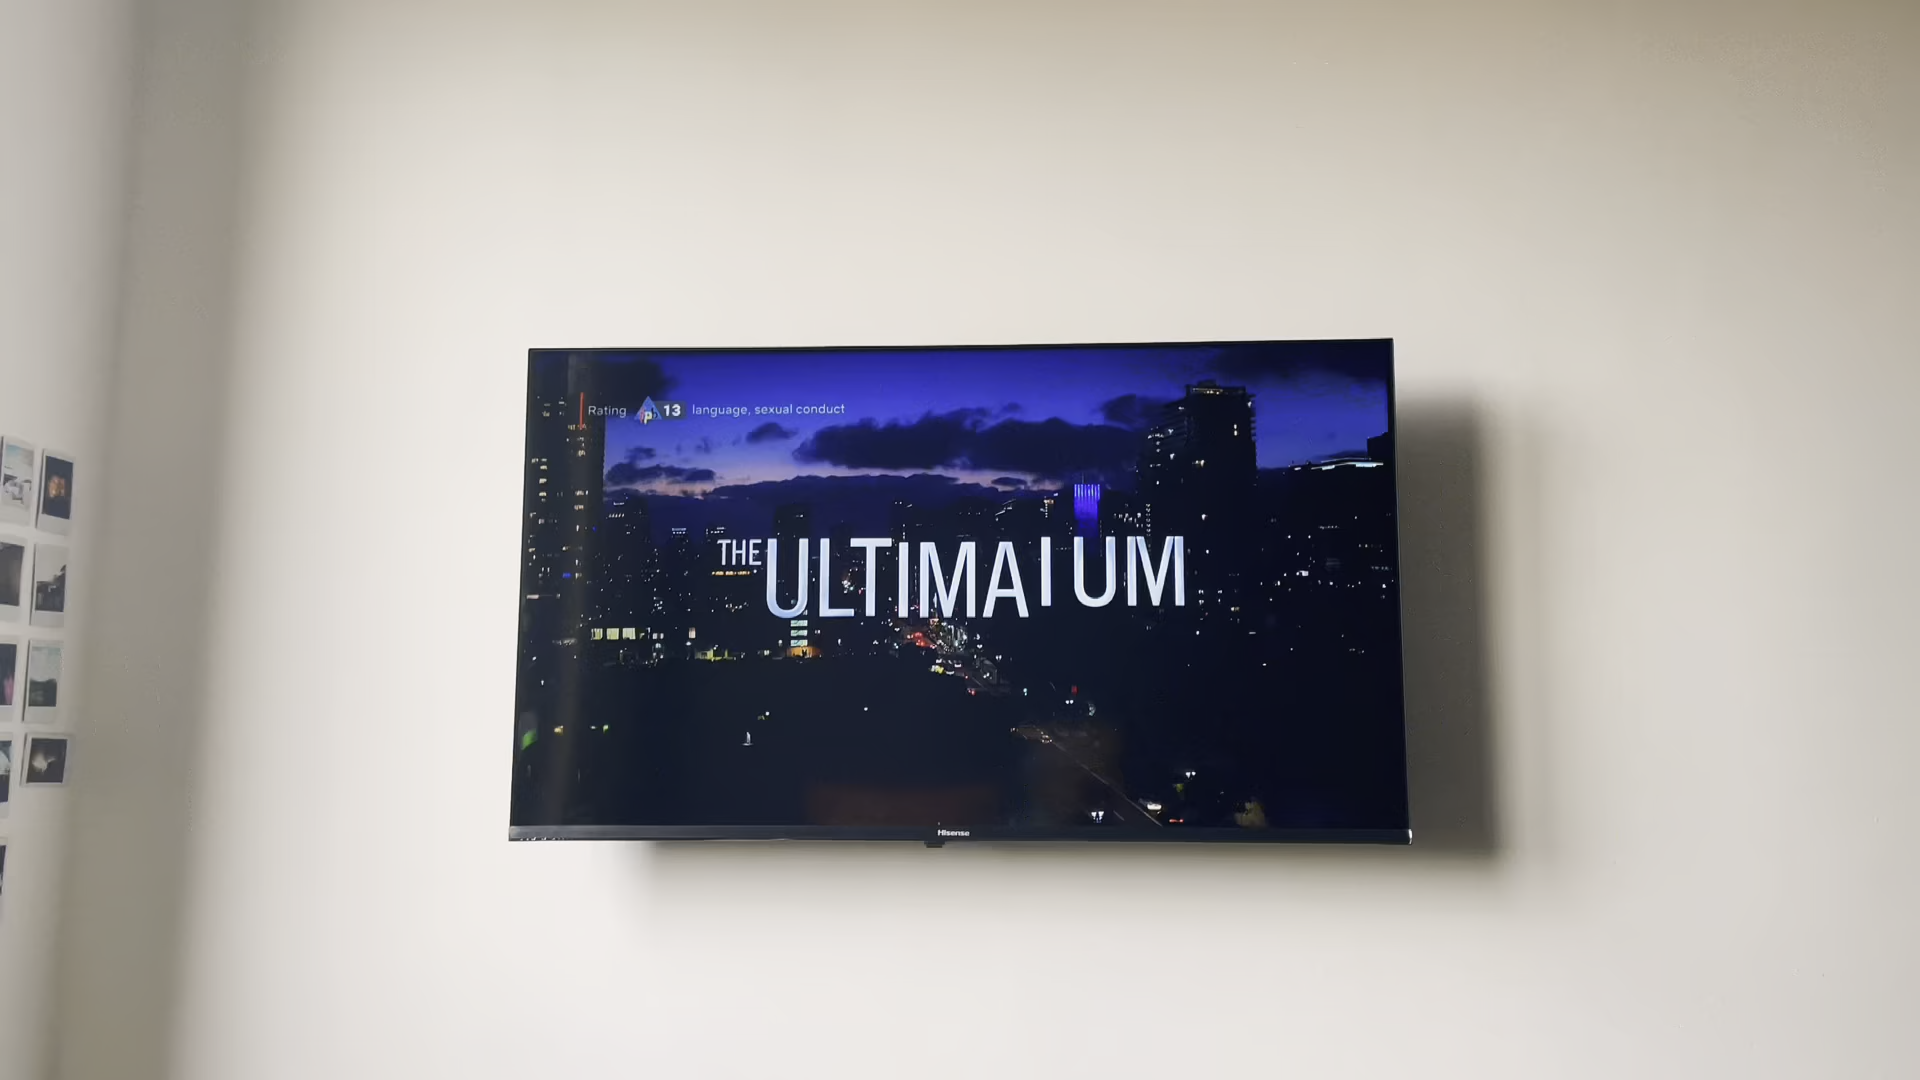 Rating 13 language, sexual conduct
THE ULTIMATUM
Hisense